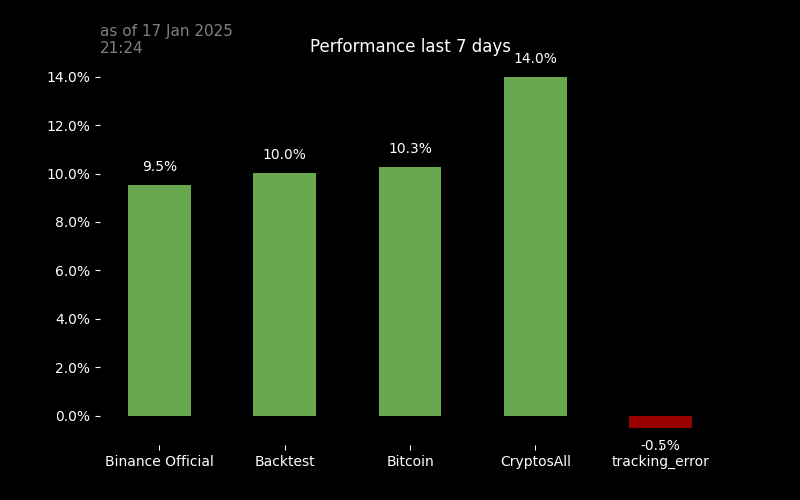 as of 17 Jan 2025
21:24
Performance last 7 days
14.0%
14.0%
12.0%
10.3%
10.0%
9.5%
10.0%
8.0%
6.0%
4.0%
2.0%
0.0%
-0.5%
Binance Official
Backtest
Bitcoin
CryptosAll
tracking_error